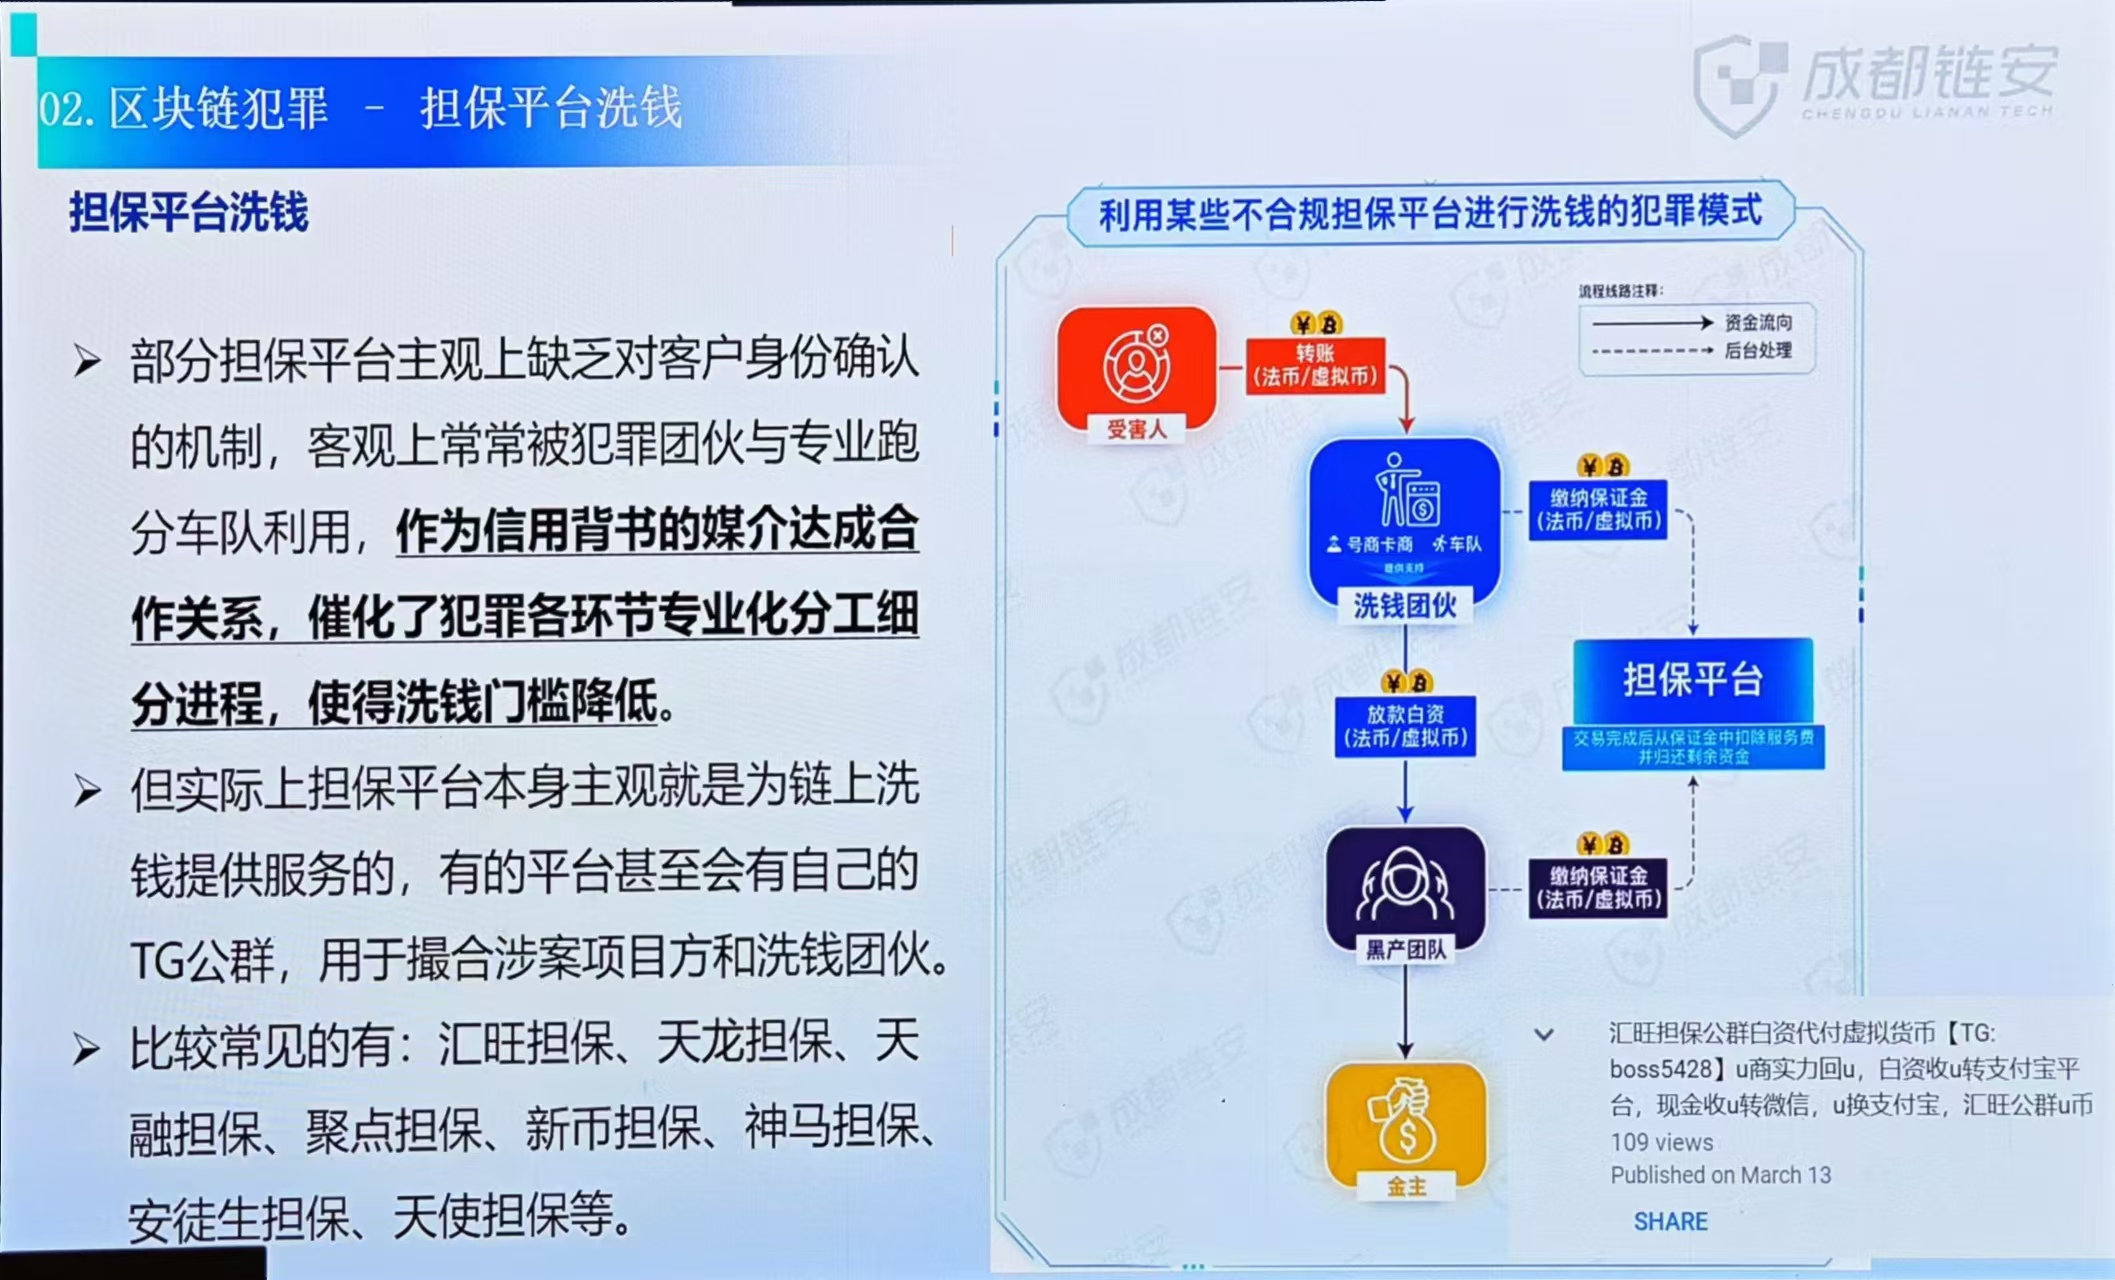 02. 区块链犯罪 - 担保平台洗钱
成都链安
CHENGDU LIANAN TECH
担保平台洗钱
部分担保平台主观上缺乏对客户身份确认
的机制，客观上常常被犯罪团伙与专业跑
分车队利用，作为信用背书的媒介达成合
作关系，催化了犯罪各环节专业化分工细
分进程，使得洗钱门槛降低。
但实际上担保平台本身主观就是为链上洗
钱提供服务的，有的平台甚至会有自己的
TG公群，用于撮合涉案项目方和洗钱团伙。
比较常见的有：汇旺担保、天龙担保、天
融担保、聚点担保、新币担保、神马担保、
安徒生担保、天使担保等。
利用某些不合规担保平台进行洗钱的犯罪模式
流程线路注释：
资金流向
后台处理
受害人
转账
（法币/虚拟币）
号商卡商 车队
提供支持
洗钱团伙
缴纳保证金
（法币/虚拟币）
担保平台
交易完成后从保证金中扣除服务费
并归还剩余资金
放款白资
（法币/虚拟币）
黑产团队
缴纳保证金
（法币/虚拟币）
金主
汇旺担保公群白资代付虚拟货币【TG:
boss5428】u商实力回u，白资收u转支付宝平
台，现金收u转微信，u换支付宝，汇旺公群u币
109 views
Published on March 13
SHARE